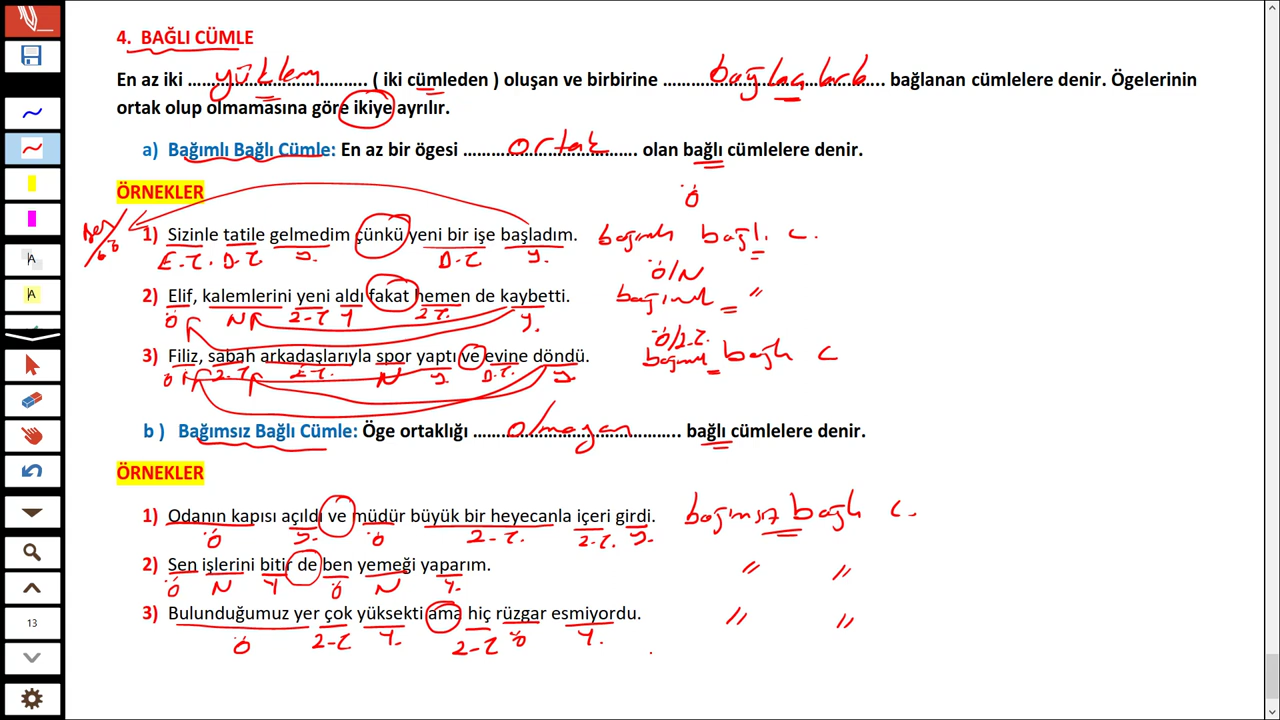 4. BAĞLI CÜMLE
En az iki yüklem ( iki cümleden ) oluşan ve birbirine bağlaçlarla bağlanan cümlelere denir. Ögelerinin
ortak olup olmamasına göre ikiye ayrılır.
a) Bağımlı Bağlı Cümle: En az bir ögesi ortak olan bağlı cümlelere denir.
ÖRNEKLER
Ö
Ben/
1) Sizinle tatile gelmedim çünkü yeni bir işe başladım. bağımlı bağlı c.
E.T. D.T y. D.T y.
Ö/N
2) Elif, kalemlerini yeni aldı fakat hemen de kaybetti. bağımlı "
Ö N Z-T Y Z T. y.
Ö/Z.T.
3) Filiz, sabah arkadaşlarıyla spor yaptı ve evine döndü. bağımlı bağlı c
Ö Z.T E.T. N y D.T. y
b ) Bağımsız Bağlı Cümle: Öge ortaklığı olmayan bağlı cümlelere denir.
ÖRNEKLER
1) Odanın kapısı açıldı ve müdür büyük bir heyecanla içeri girdi. bağımsız bağlı c.
Ö y. Ö Z-T. Z-T. y.
2) Sen işlerini bitir de ben yemeği yaparım. " "
Ö N Y Ö N Y.
3) Bulunduğumuz yer çok yüksekti ama hiç rüzgar esmiyordu. " "
Ö Z-T Y. Z-T Ö Y.
13